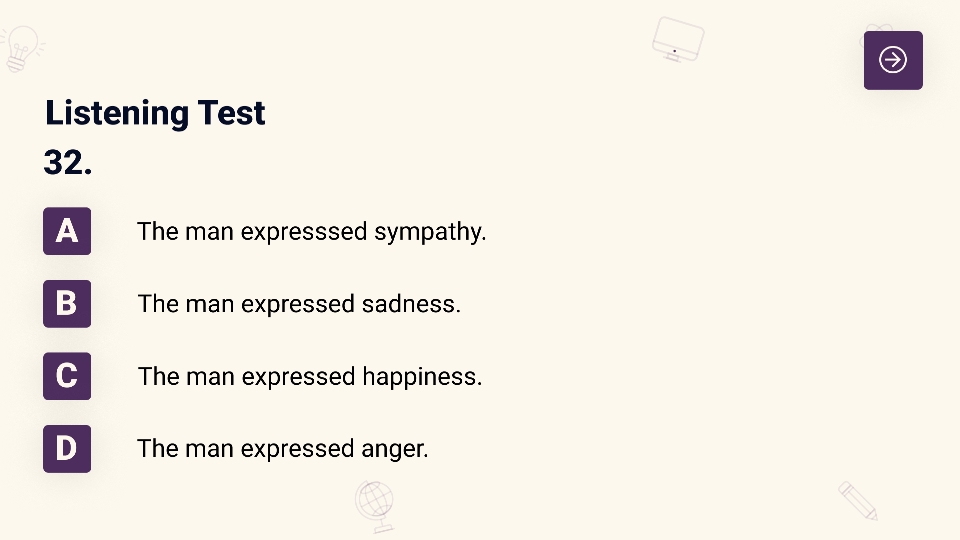 Listening Test
32.
A The man expresssed sympathy.
B The man expressed sadness.
C The man expressed happiness.
D The man expressed anger.